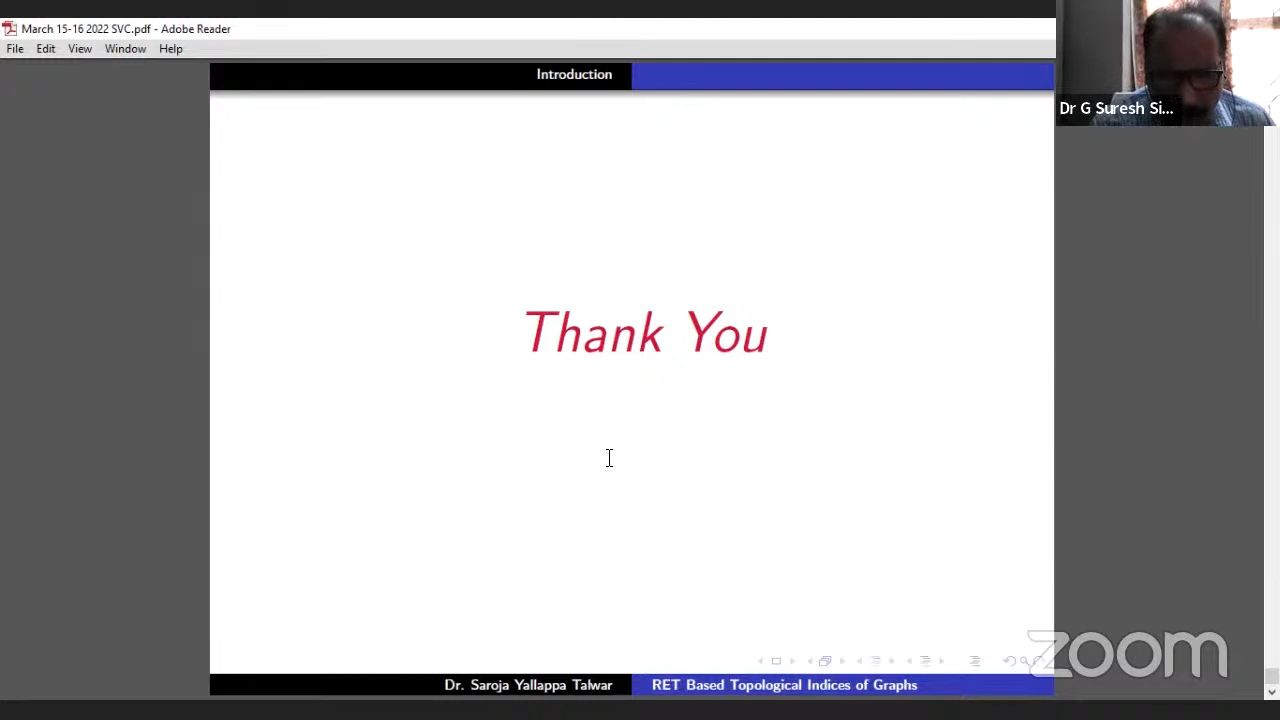 March 15-16 2022 SVC.pdf - Adobe Reader
File Edit View Window Help
Introduction
Dr G Suresh Si...
Thank You
zoom
Dr. Saroja Yallappa Talwar RET Based Topological Indices of Graphs